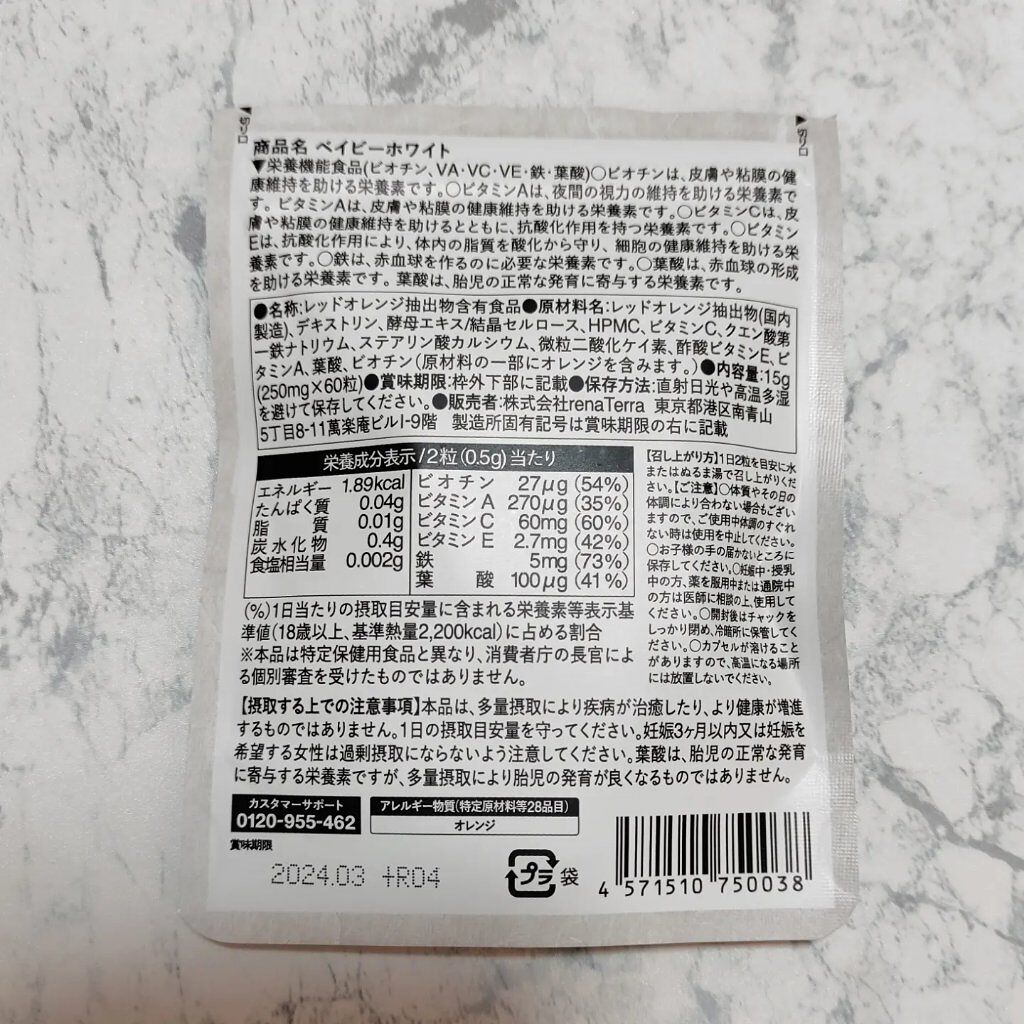 切り口
切り口
商品名 ベイビーホワイト
▼栄養機能食品(ビオチン、VA・VC・VE・鉄・葉酸)○ビオチンは、皮膚や粘膜の健
康維持を助ける栄養素です。○ビタミンAは、夜間の視力の維持を助ける栄養素で
す。ビタミンAは、皮膚や粘膜の健康維持を助ける栄養素です。○ビタミンCは、皮
膚や粘膜の健康維持を助けるとともに、抗酸化作用を持つ栄養素です。○ビタミン
Eは、抗酸化作用により、体内の脂質を酸化から守り、細胞の健康維持を助ける栄
養素です。○鉄は、赤血球を作るのに必要な栄養素です。○葉酸は、赤血球の形成
を助ける栄養素です。葉酸は、胎児の正常な発育に寄与する栄養素です。
●名称:レッドオレンジ抽出物含有食品●原材料名:レッドオレンジ抽出物(国内
製造)、デキストリン、酵母エキス/結晶セルロース、HPMC、ビタミンC、クエン酸第
一鉄ナトリウム、ステアリン酸カルシウム、微粒二酸化ケイ素、酢酸ビタミンE、ビ
タミンA、葉酸、ビオチン(原材料の一部にオレンジを含みます。)●内容量:15g
(250mg×60粒)●賞味期限:枠外下部に記載●保存方法:直射日光や高温多湿
を避けて保存してください。●販売者:株式会社renaTerra 東京都港区南青山
5丁目8-11萬楽庵ビルI-9階 製造所固有記号は賞味期限の右に記載
栄養成分表示/2粒(0.5g)当たり
エネルギー 1.89kcal
たんぱく質 0.04g
脂質 0.01g
炭水化物 0.4g
食塩相当量 0.002g
ビオチン 27μg (54%)
ビタミンA 270μg (35%)
ビタミンC 60mg (60%)
ビタミンE 2.7mg (42%)
鉄 5mg (73%)
葉酸 100μg (41%)
(%)1日当たりの摂取目安量に含まれる栄養素等表示基
準値(18歳以上、基準熱量2,200kcal)に占める割合
※本品は特定保健用食品と異なり、消費者庁の長官によ
る個別審査を受けたものではありません。
【召し上がり方】1日2粒を目安に水
またはぬるま湯で召し上がりくだ
さい。【ご注意】○体質やその日の
体調により合わない場合もござい
ますので、ご使用中体調のすぐれ
ない時は使用を中止してください。
○お子様の手の届かないところに
保存してください。○妊娠中・授乳
中の方、薬を服用中または通院中
の方は医師に相談の上、使用して
ください。○開封後はチャックを
しっかり閉め、冷暗所に保管してく
ださい。○カプセルが溶けること
がありますので、高温になる場所
には放置しないでください。
【摂取する上での注意事項】本品は、多量摂取により疾病が治癒したり、より健康が増進
するものではありません。1日の摂取目安量を守ってください。妊娠3ヶ月以内又は妊娠を
希望する女性は過剰摂取にならないよう注意してください。葉酸は、胎児の正常な発育
に寄与する栄養素ですが、多量摂取により胎児の発育が良くなるものではありません。
カスタマーサポート
0120-955-462
アレルギー物質(特定原材料等28品目)
オレンジ
賞味期限
2024.03 +R04
プラ 袋
4 571510 750038